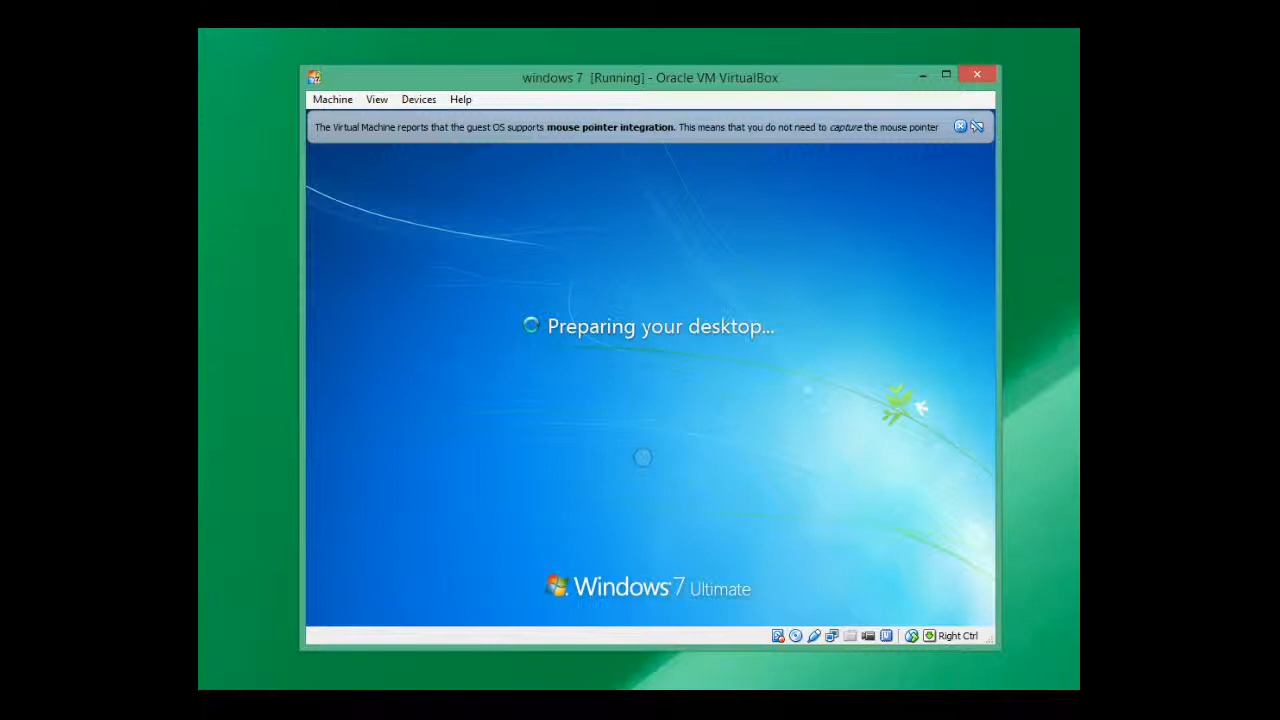 windows 7 [Running] - Oracle VM VirtualBox
Machine View Devices Help
The Virtual Machine reports that the guest OS supports mouse pointer integration. This means that you do not need to capture the mouse pointer
Preparing your desktop...
Windows 7 Ultimate
Right Ctrl